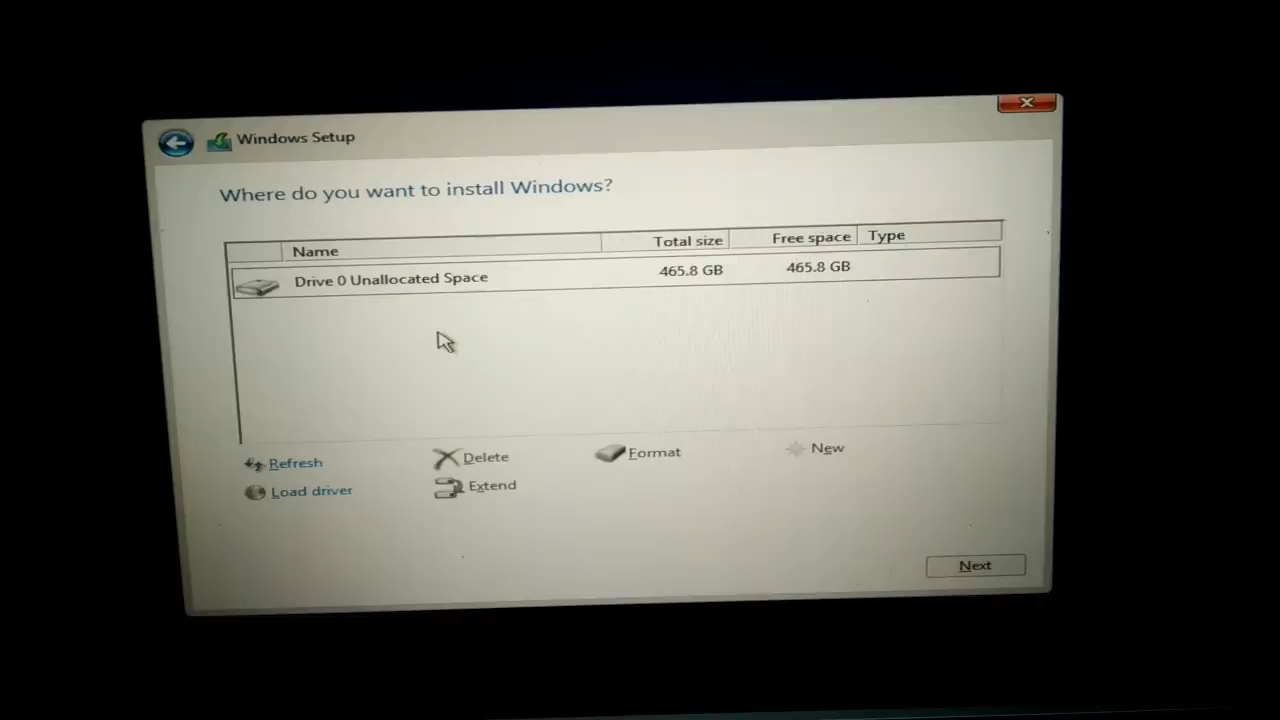 Windows Setup
Where do you want to install Windows?
Name Total size Free space Type
Drive 0 Unallocated Space 465.8 GB 465.8 GB
Refresh Delete Format New
Load driver Extend
Next